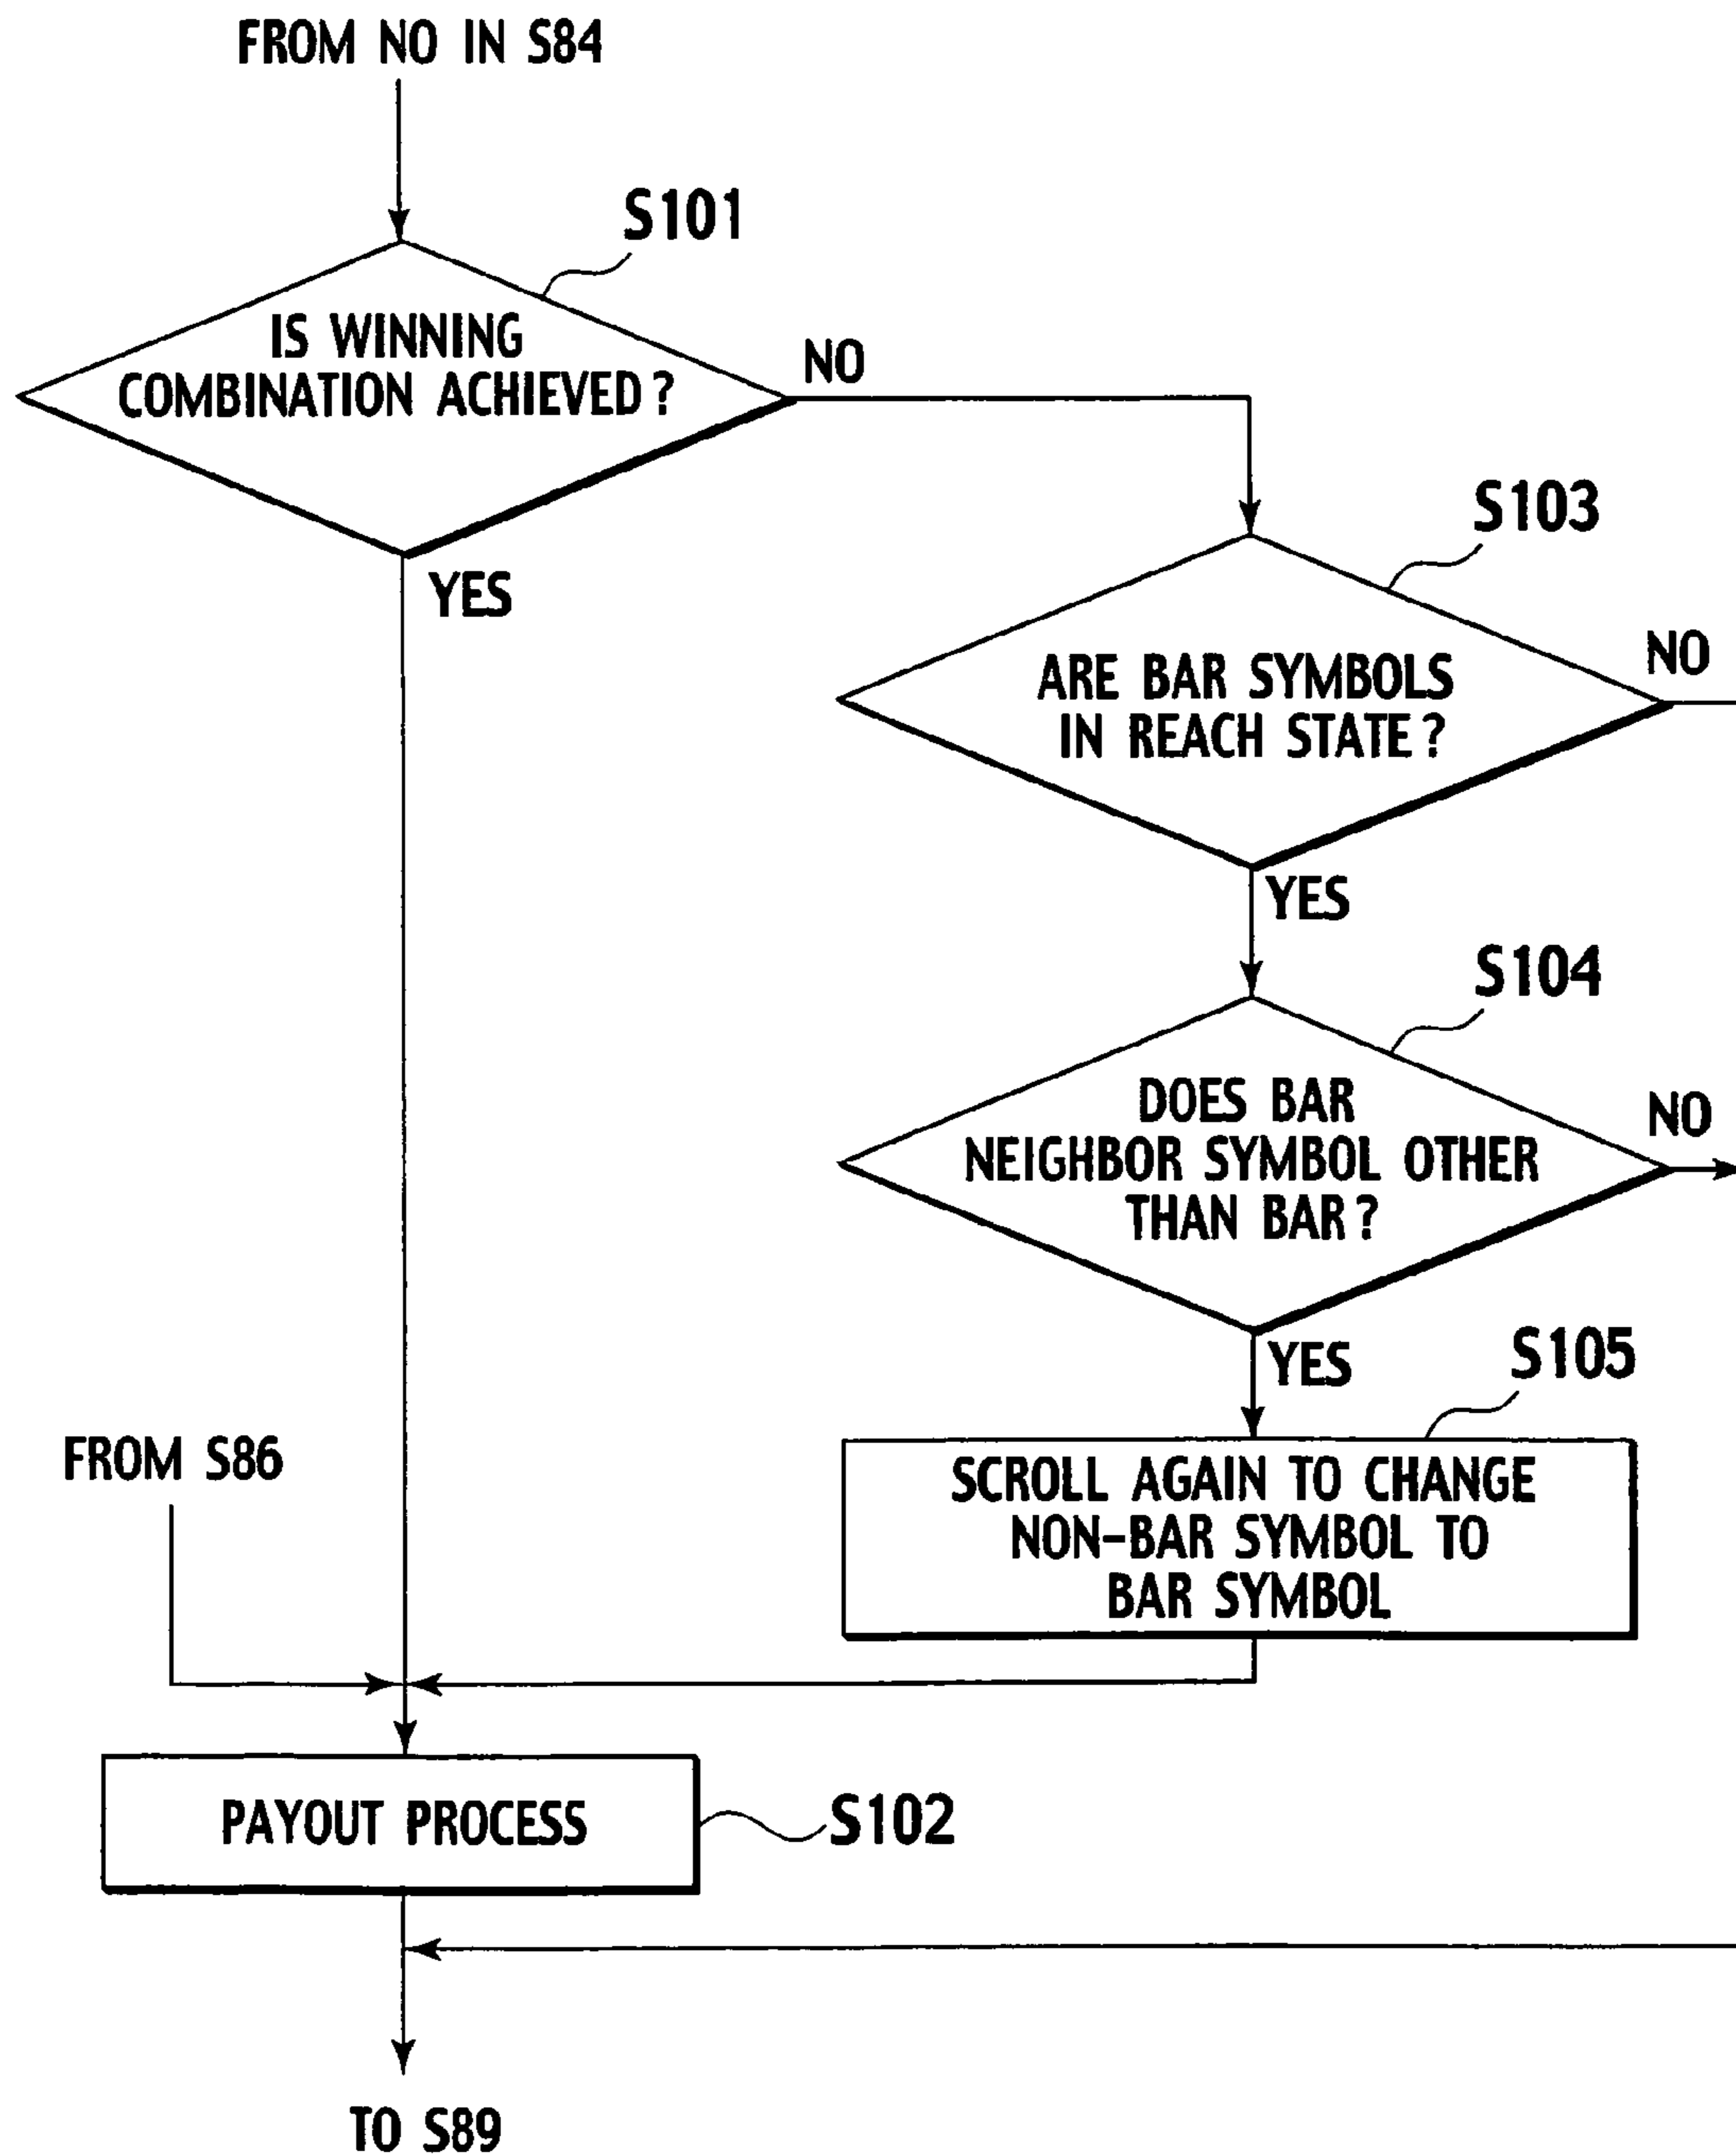 FROM NO IN S84
S101
IS WINNING
COMBINATION ACHIEVED?
NO
YES
S103
ARE BAR SYMBOLS
IN REACH STATE?
NO
YES
S104
DOES BAR
NEIGHBOR SYMBOL OTHER
THAN BAR?
NO
YES
S105
SCROLL AGAIN TO CHANGE
NON-BAR SYMBOL TO
BAR SYMBOL
FROM S86
PAYOUT PROCESS
S102
TO S89